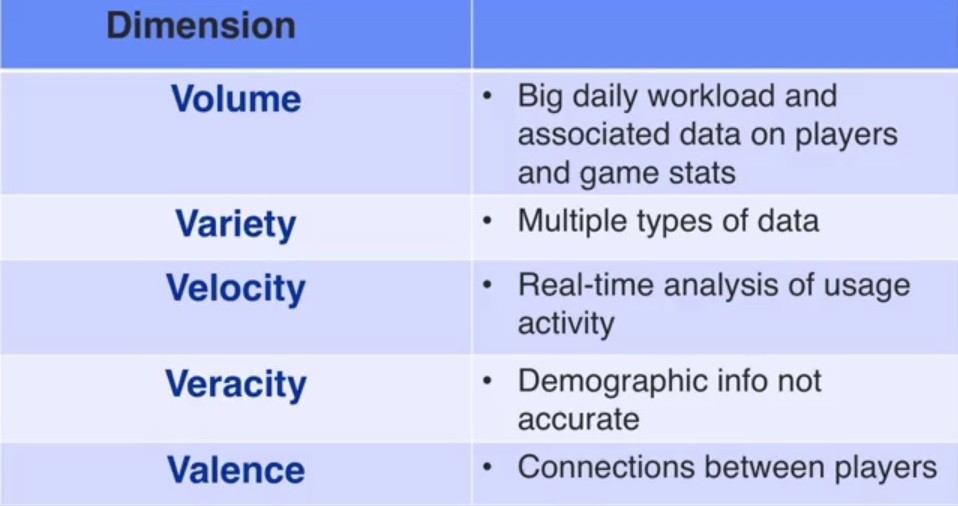 Dimension
Volume
• Big daily workload and
associated data on players
and game stats
Variety
• Multiple types of data
Velocity
• Real-time analysis of usage
activity
Veracity
• Demographic info not
accurate
Valence
• Connections between players